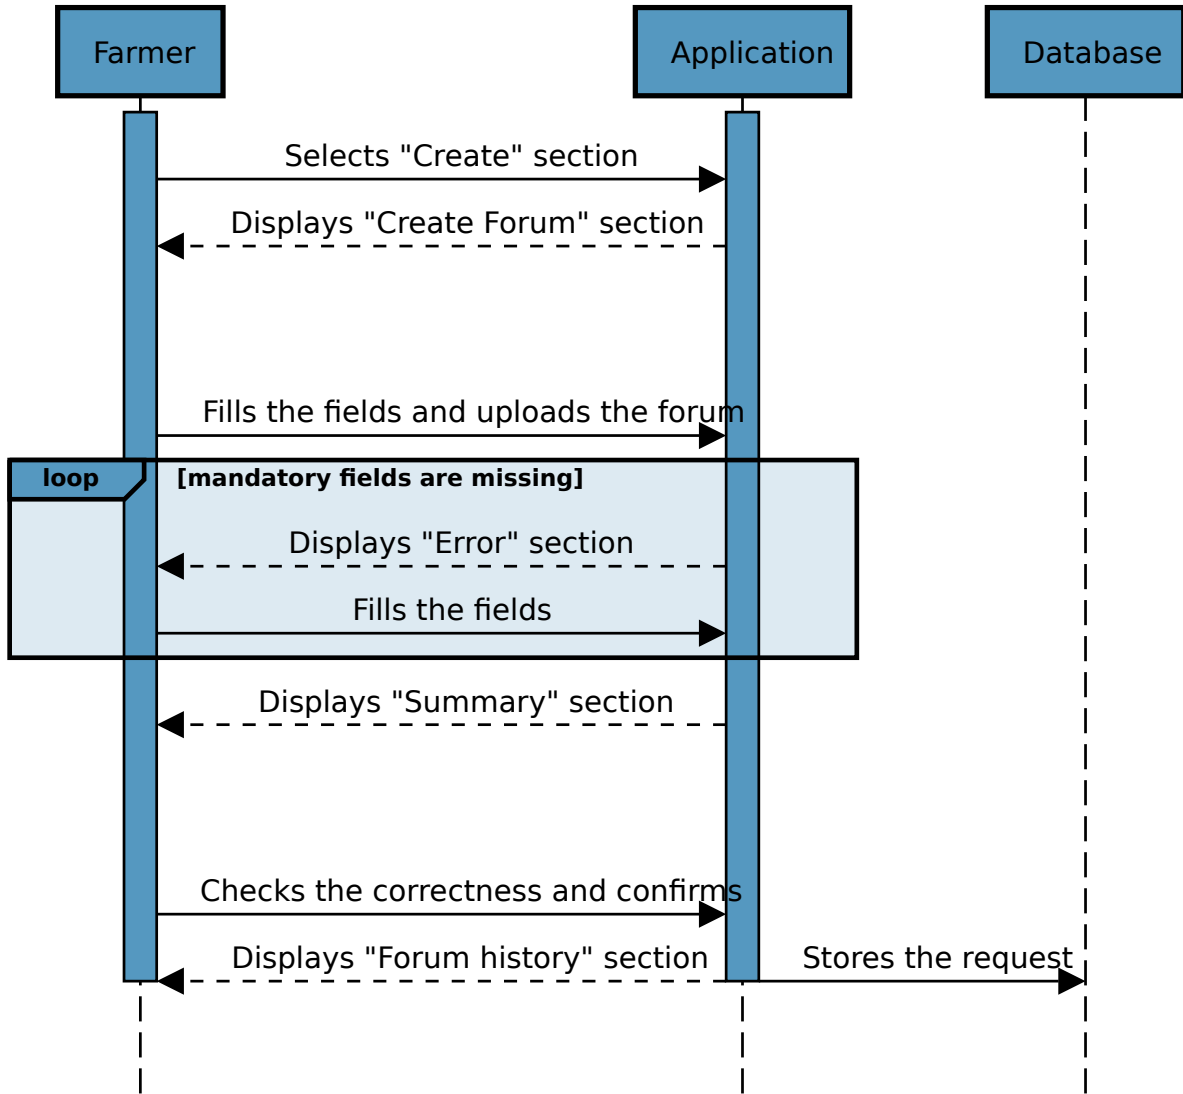 Farmer
Application
Database
Selects "Create" section
Displays "Create Forum" section
Fills the fields and uploads the forum
loop
[mandatory fields are missing]
Displays "Error" section
Fills the fields
Displays "Summary" section
Checks the correctness and confirms
Displays "Forum history" section
Stores the request